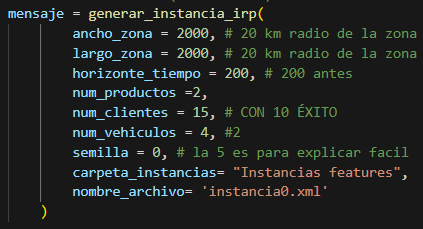 mensaje = generar_instancia_irp(
ancho_zona = 2000, # 20 km radio de la zona
largo_zona = 2000, # 20 km radio de la zona
horizonte_tiempo = 200, # 200 antes
num_productos =2,
num_clientes = 15, # CON 10 ÉXITO
num_vehiculos = 4, #2
semilla = 0, # la 5 es para explicar facil
carpeta_instancias= "Instancias features",
nombre_archivo= 'instancia0.xml'
)